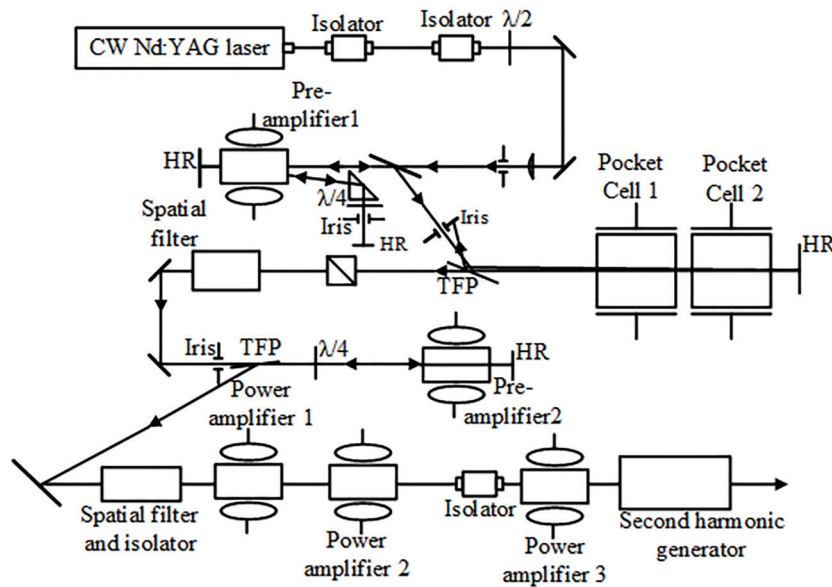 CW Nd:YAG laser
Isolator
Isolator
λ/2
Pre-
amplifier1
HR
λ/4
Iris
HR
Iris
Pocket
Cell 1
Pocket
Cell 2
HR
Spatial
filter
TFP
Iris
TFP
λ/4
HR
Pre-
amplifier2
Power
amplifier 1
Spatial filter
and isolator
Power
amplifier 2
Isolator
Power
amplifier 3
Second harmonic
generator